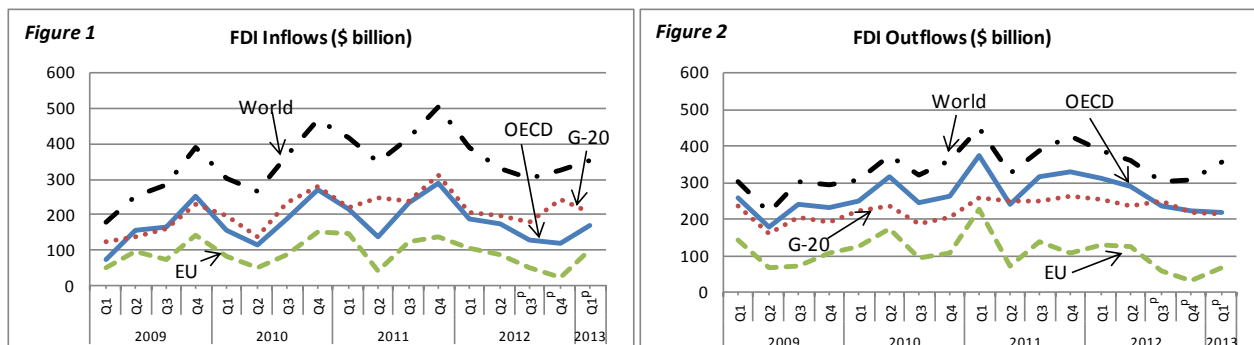 Figure 1
FDI Inflows ($ billion)
600
500
400
300
200
100
0
World
OECD
G-20
EU
Q1 Q2 Q3 Q4 Q1 Q2 Q3 Q4 Q1 Q2 Q3 Q4 Q1 Q2 Q3p Q4p Q1p
2009 2010 2011 2012 2013
Figure 2
FDI Outflows ($ billion)
600
500
400
300
200
100
0
World
OECD
G-20
EU
Q1 Q2 Q3 Q4 Q1 Q2 Q3 Q4 Q1 Q2 Q3 Q4 Q1 Q2 Q3p Q4p Q1p
2009 2010 2011 2012 2013